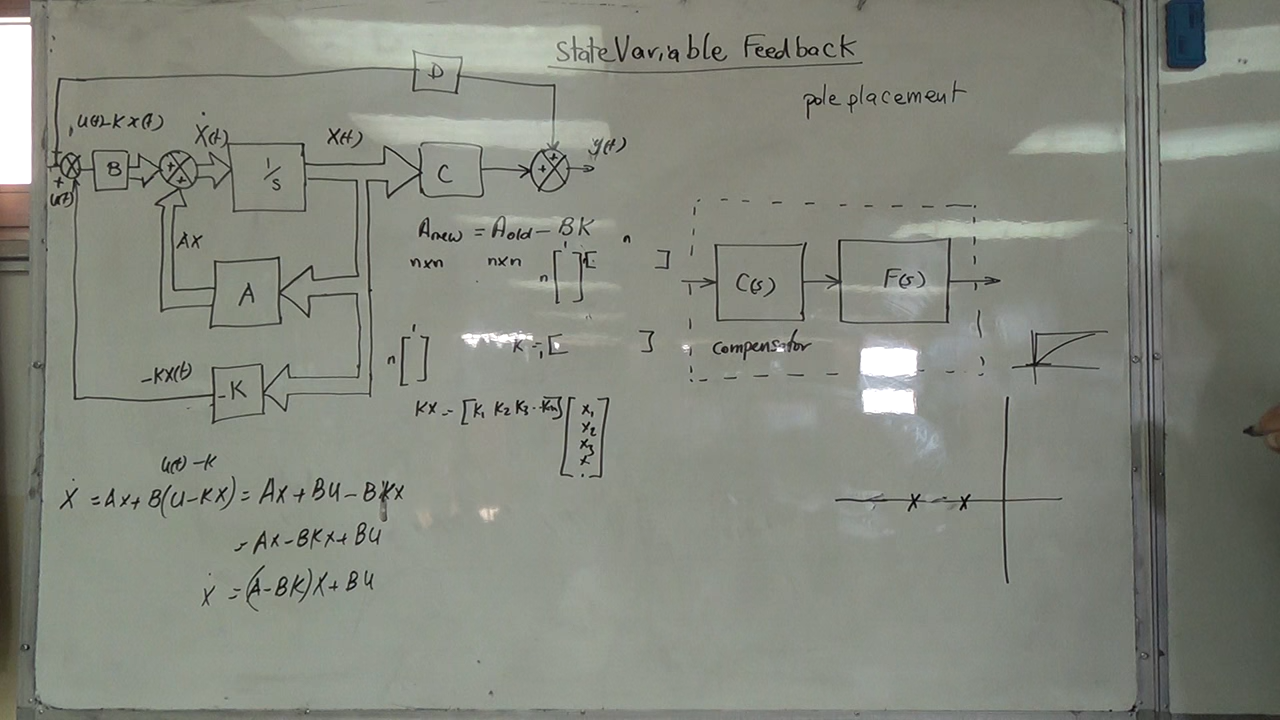 State Variable Feedback
pole placement
D
u(t)-Kx(t)
Ẋ(t)
X(t)
y(t)
B
1/s
C
u(t)
AX
A
-KX(t)
-K
Anew = Aold - BK
nxn nxn
n [ ] [ n ]
n [ ]
K = 1 [ ]
KX = [K1 K2 K3 . Kn] [x1 x2 x3 x .]
C(s)
F(s)
compensator
u(t) - K
Ẋ = AX + B(U-KX) = AX + BU - BKX
= AX - BKX + BU
Ẋ = (A-BK)X + BU